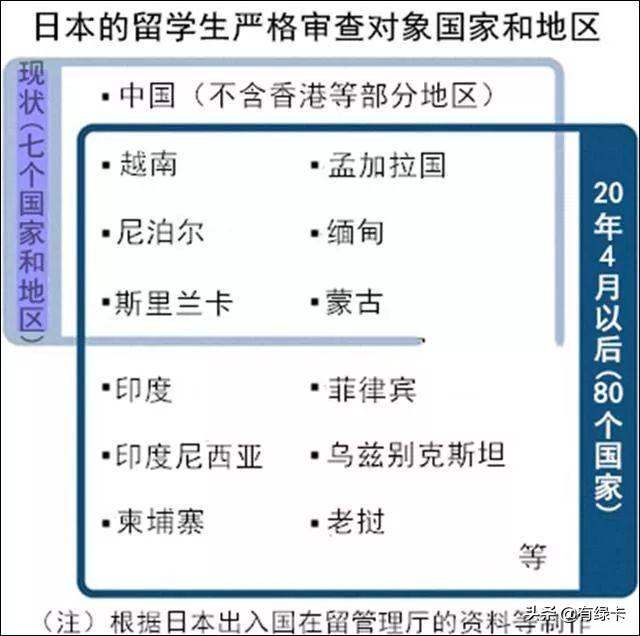 日本的留学生严格审查对象国家和地区
现状(七个国家和地区)
▪中国（不含香港等部分地区）
▪越南 ▪孟加拉国
▪尼泊尔 ▪缅甸
▪斯里兰卡 ▪蒙古
▪印度 ▪菲律宾
▪印度尼西亚 ▪乌兹别克斯坦
▪柬埔寨 ▪老挝
等
20年4月以后(80个国家)
（注）根据日本出入国在留管理厅的资料等制
头条@有绿卡